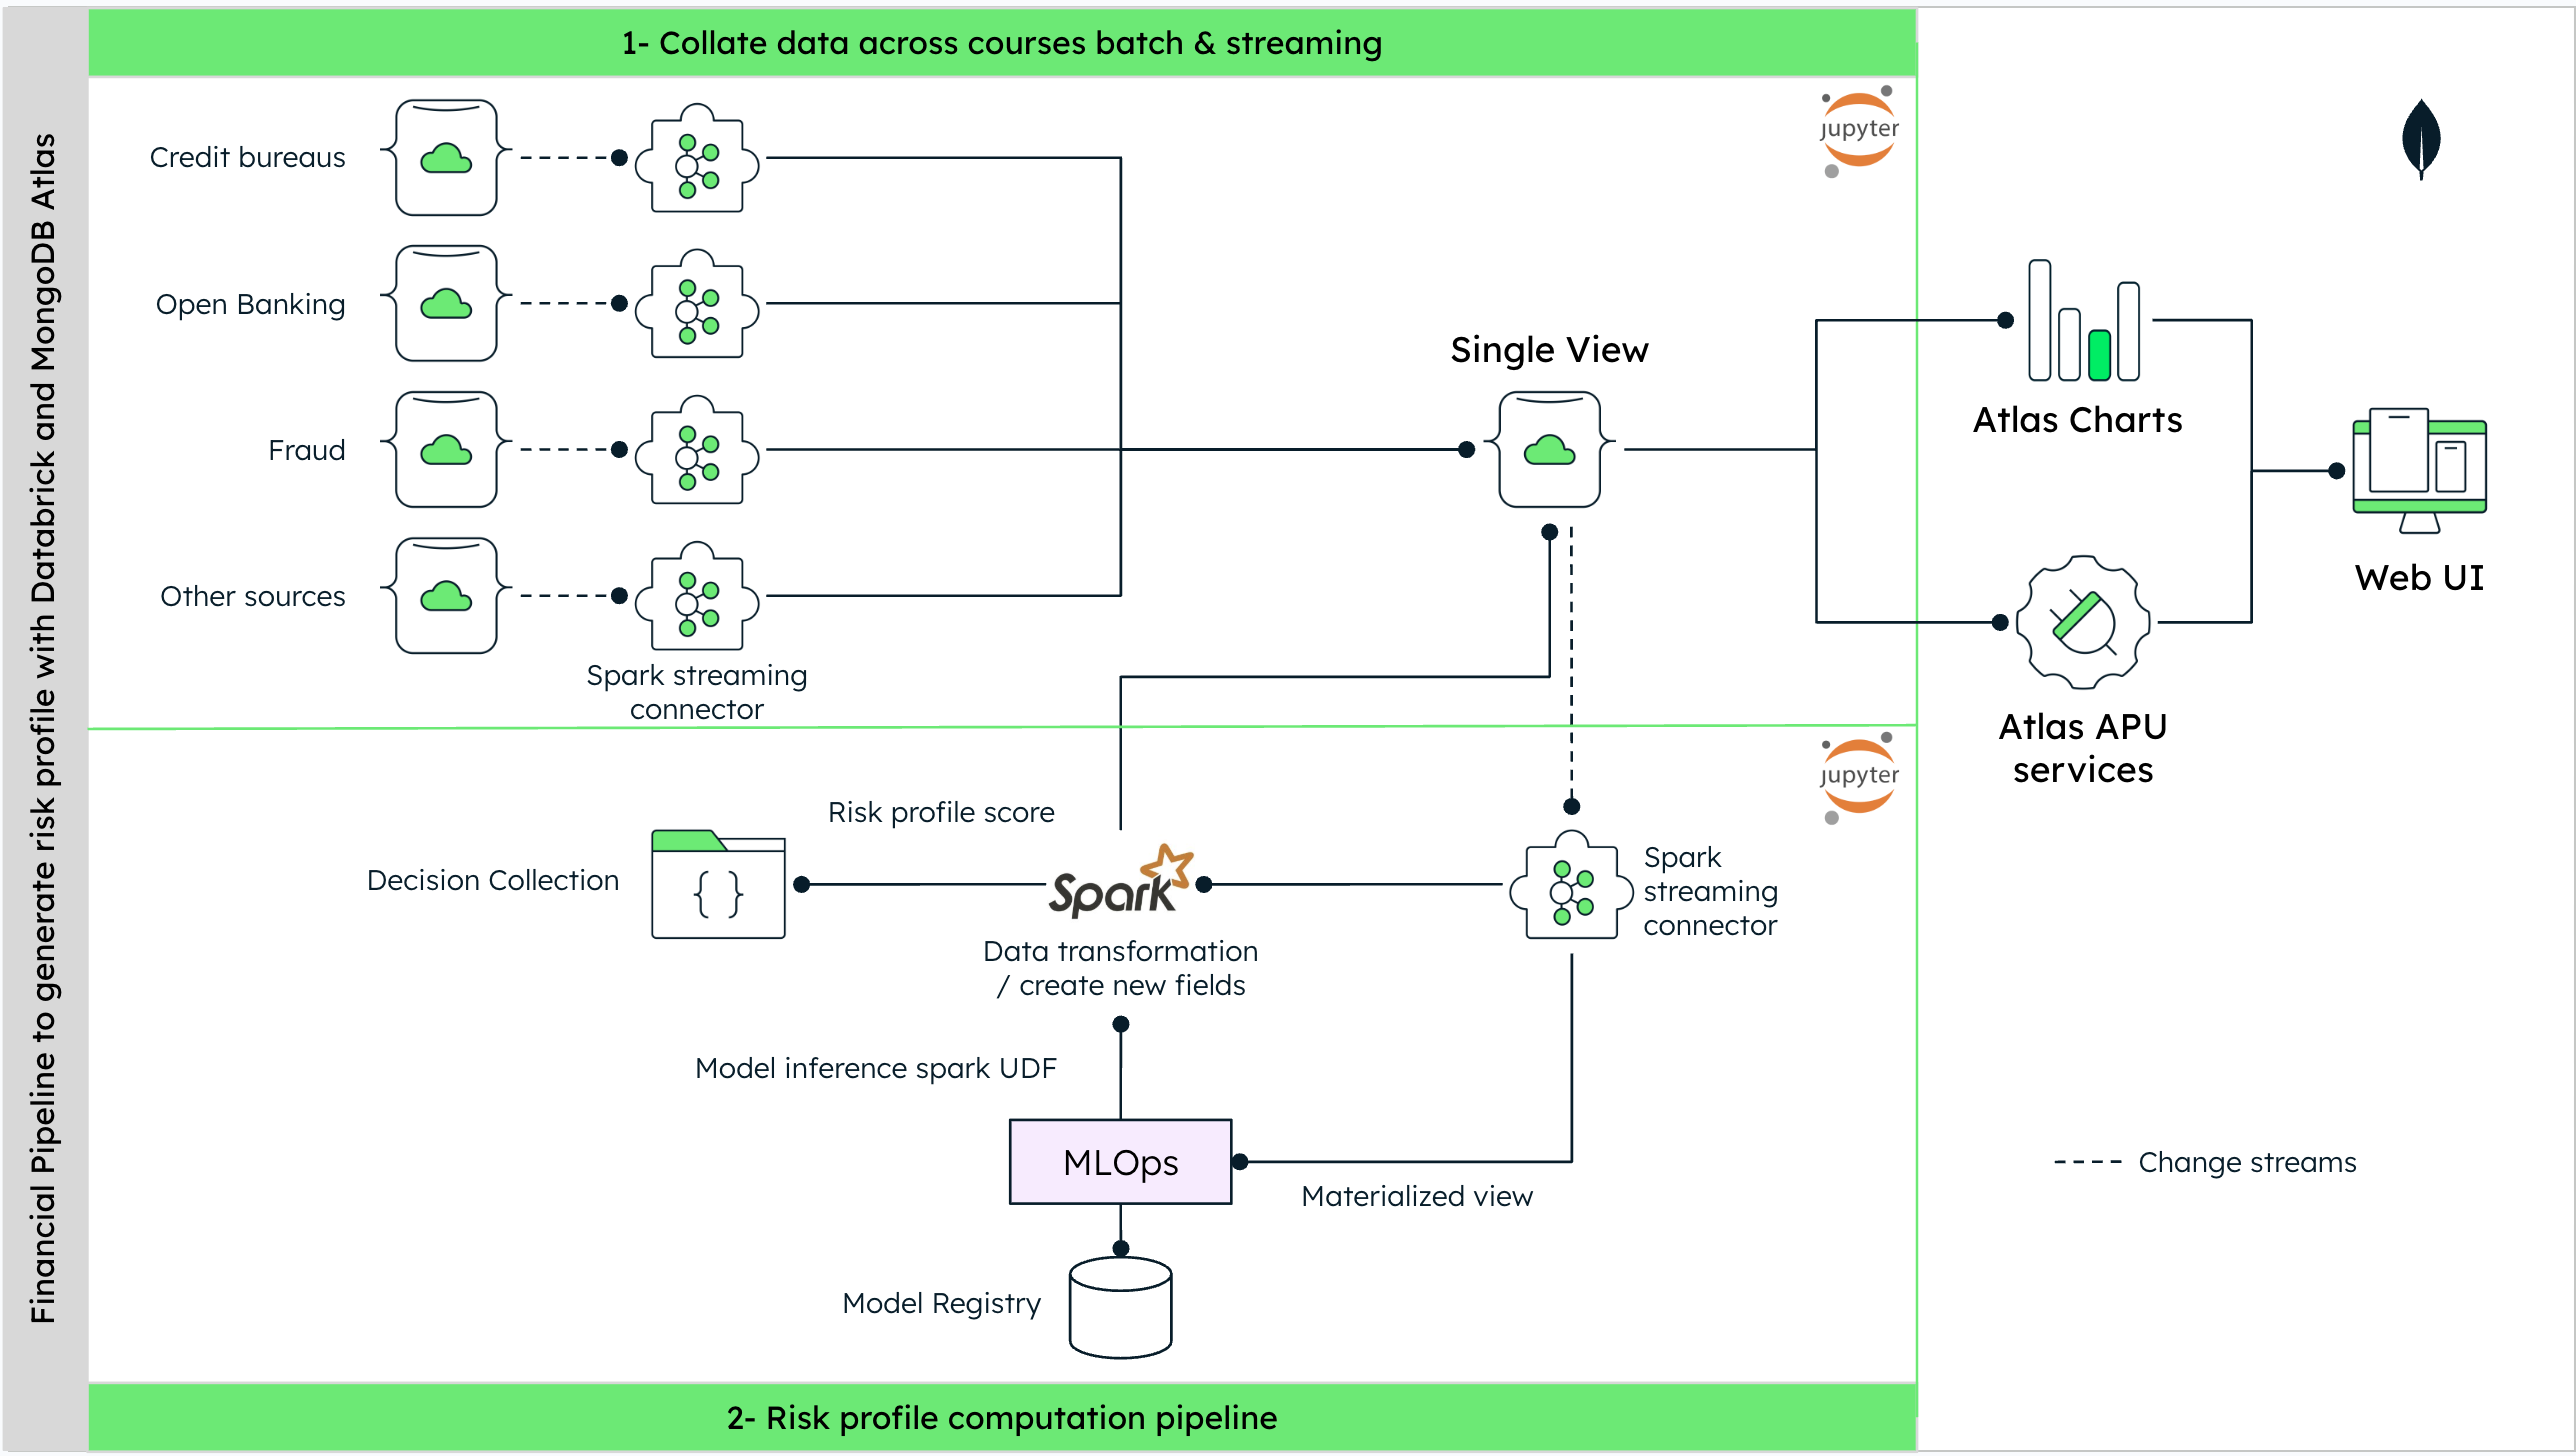 Financial Pipeline to generate risk profile with Databrick and MongoDB Atlas
1- Collate data across courses batch & streaming
jupyter
Credit bureaus
Open Banking
Fraud
Other sources
Spark streaming
connector
Single View
Atlas Charts
Web UI
Atlas APU
services
jupyter
Risk profile score
Decision Collection
Spark
Data transformation
/ create new fields
Spark
streaming
connector
Model inference spark UDF
MLOps
Materialized view
Model Registry
Change streams
2- Risk profile computation pipeline